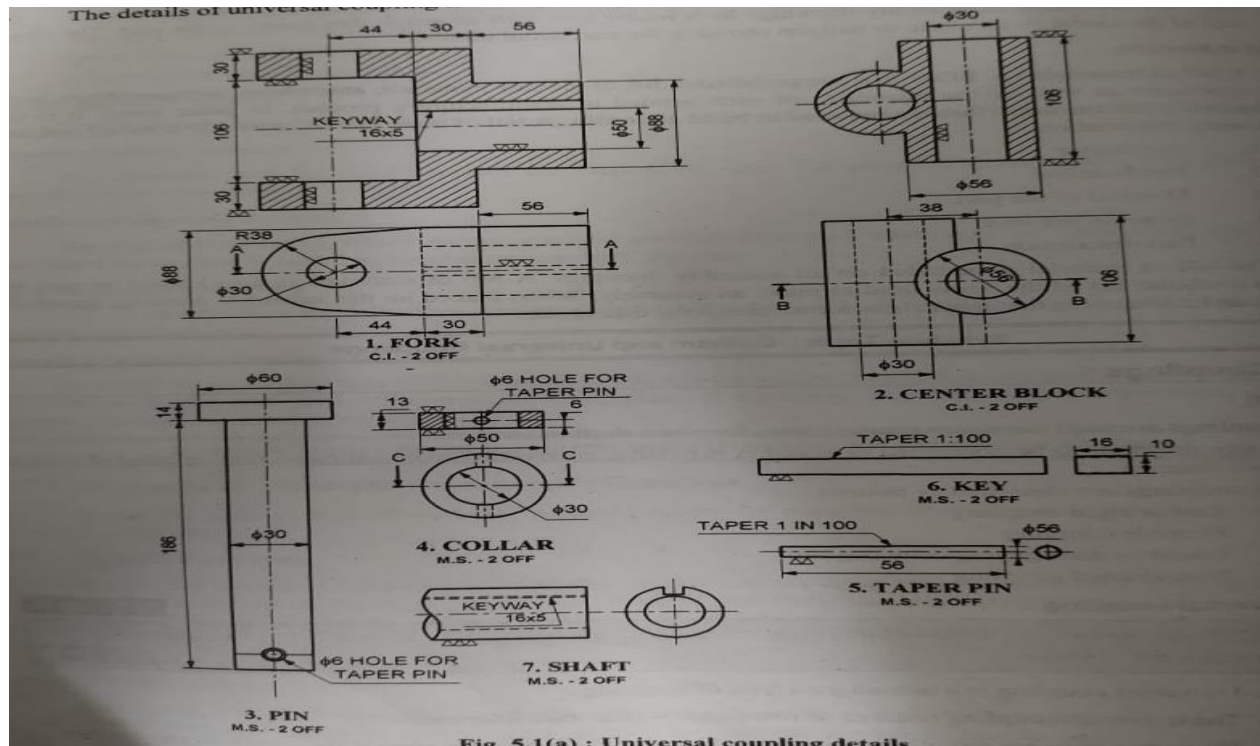 The details of universal coupling
44 30 56
30
106
30
KEYWAY
16x5
ϕ50
ϕ88
ϕ30
106
ϕ56
56
R38
A A
ϕ88
ϕ30
44 30
1. FORK
C.I. - 2 OFF
38
ϕ56
B B
106
ϕ30
2. CENTER BLOCK
C.I. - 2 OFF
ϕ60
14
186
ϕ30
ϕ6 HOLE FOR
TAPER PIN
3. PIN
M.S. - 2 OFF
ϕ6 HOLE FOR
TAPER PIN
13
6
ϕ50
C C
ϕ30
4. COLLAR
M.S. - 2 OFF
TAPER 1:100
16
10
6. KEY
M.S. - 2 OFF
TAPER 1 IN 100
ϕ56
56
5. TAPER PIN
M.S. - 2 OFF
KEYWAY
16x5
7. SHAFT
M.S. - 2 OFF
Fig. 5.1(a) : Universal coupling details